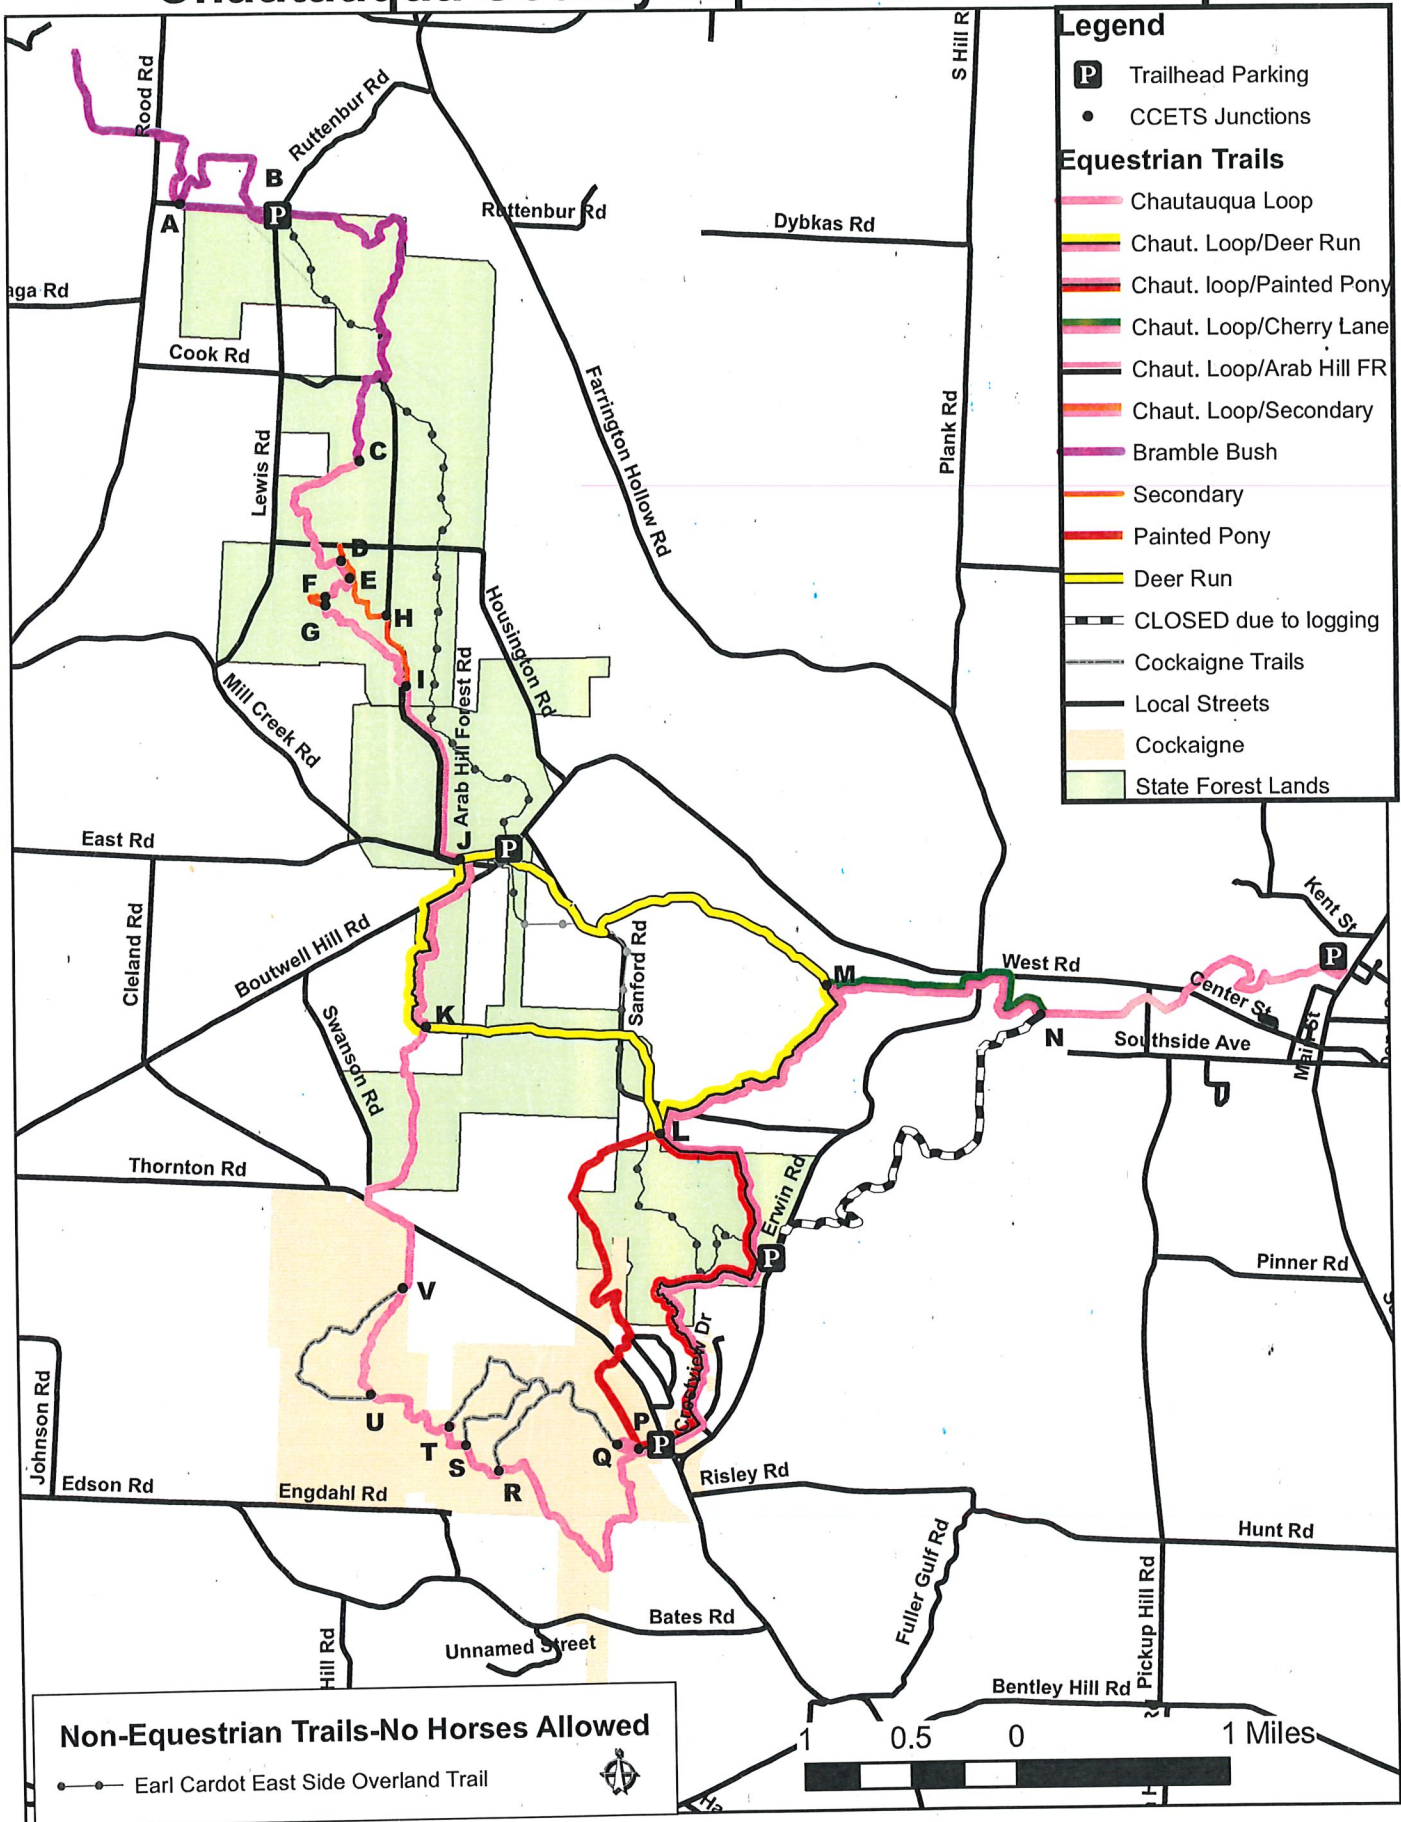 Legend
P Trailhead Parking
CCETS Junctions
Equestrian Trails
Chautauqua Loop
Chaut. Loop/Deer Run
Chaut. loop/Painted Pony
Chaut. Loop/Cherry Lane
Chaut. Loop/Arab Hill FR
Chaut. Loop/Secondary
Bramble Bush
Secondary
Painted Pony
Deer Run
CLOSED due to logging
Cockaigne Trails
Local Streets
Cockaigne
State Forest Lands
Rood Rd
Ruttenbur Rd
S Hill R
B
P
A
Ruttenbur Rd
Dybkas Rd
aga Rd
Cook Rd
Farrington Hollow Rd
Plank Rd
Lewis Rd
C
D
E
F
G
H
I
Housington Rd
Arab Hill Forest Rd
Mill Creek Rd
East Rd
J
P
Kent St
Cleland Rd
Boutwell Hill Rd
Sanford Rd
M
West Rd
P
Center St
K
Swanson Rd
N
Southside Ave
Main St
L
Thornton Rd
Erwin Rd
P
Pinner Rd
V
Crestview Dr
Johnson Rd
U
T
S
R
Q
P
P
Risley Rd
Edson Rd
Engdahl Rd
Hunt Rd
Fuller Gulf Rd
Pickup Hill Rd
Bates Rd
Unnamed Street
Hill Rd
Bentley Hill Rd
Non-Equestrian Trails-No Horses Allowed
Earl Cardot East Side Overland Trail
1 0.5 0 1 Miles
Ha